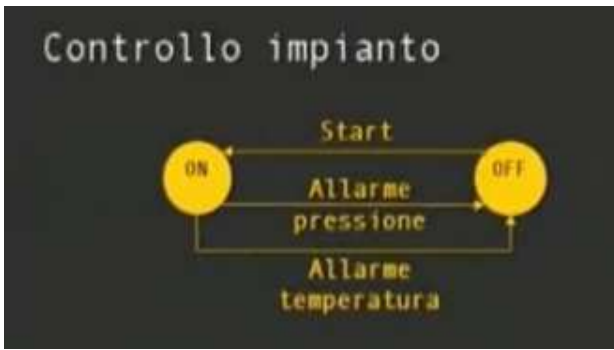 Controllo impianto
Start
ON
OFF
Allarme
pressione
Allarme
temperatura